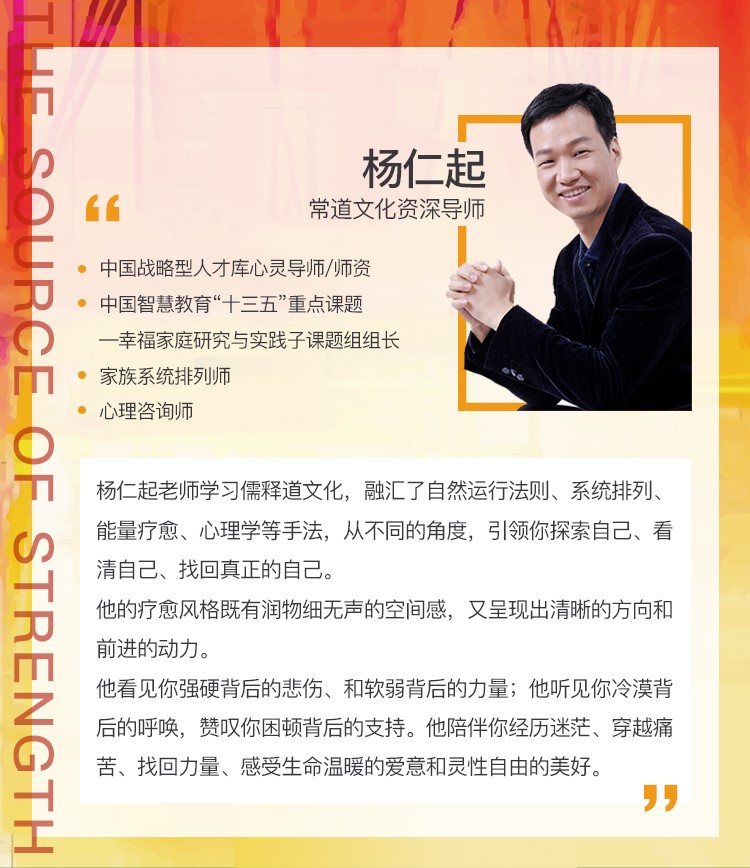 THE SOURCE OF STRENGTH
杨仁起
常道文化资深导师
中国战略型人才库心灵导师/师资
中国智慧教育“十三五”重点课题
—幸福家庭研究与实践子课题组组长
家族系统排列师
心理咨询师
杨仁起老师学习儒释道文化，融汇了自然运行法则、系统排列、
能量疗愈、心理学等手法，从不同的角度，引领你探索自己、看
清自己、找回真正的自己。
他的疗愈风格既有润物细无声的空间感，又呈现出清晰的方向和
前进的动力。
他看见你强硬背后的悲伤、和软弱背后的力量；他听见你冷漠背
后的呼唤，赞叹你困顿背后的支持。他陪伴你经历迷茫、穿越痛
苦、找回力量、感受生命温暖的爱意和灵性自由的美好。